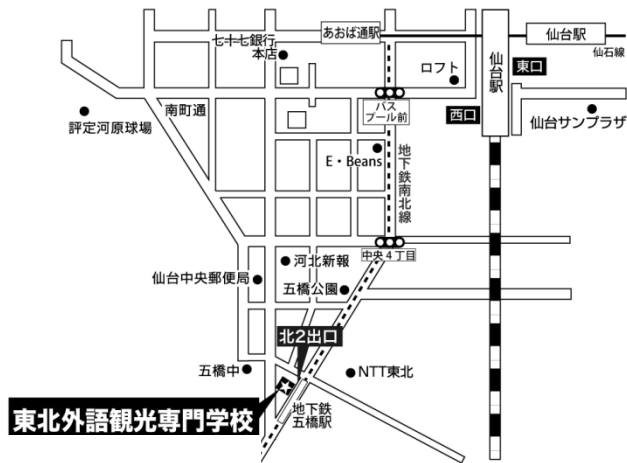 あおば通駅
仙台駅
仙石線
七十七銀行
本店
ロフト
仙台駅
東口
南町通
バス
プール前
西口
評定河原球場
仙台サンプラザ
E・Beans
地下鉄南北線
中央4丁目
河北新報
仙台中央郵便局
五橋公園
北2出口
五橋中
NTT東北
東北外語観光専門学校
地下鉄
五橋駅